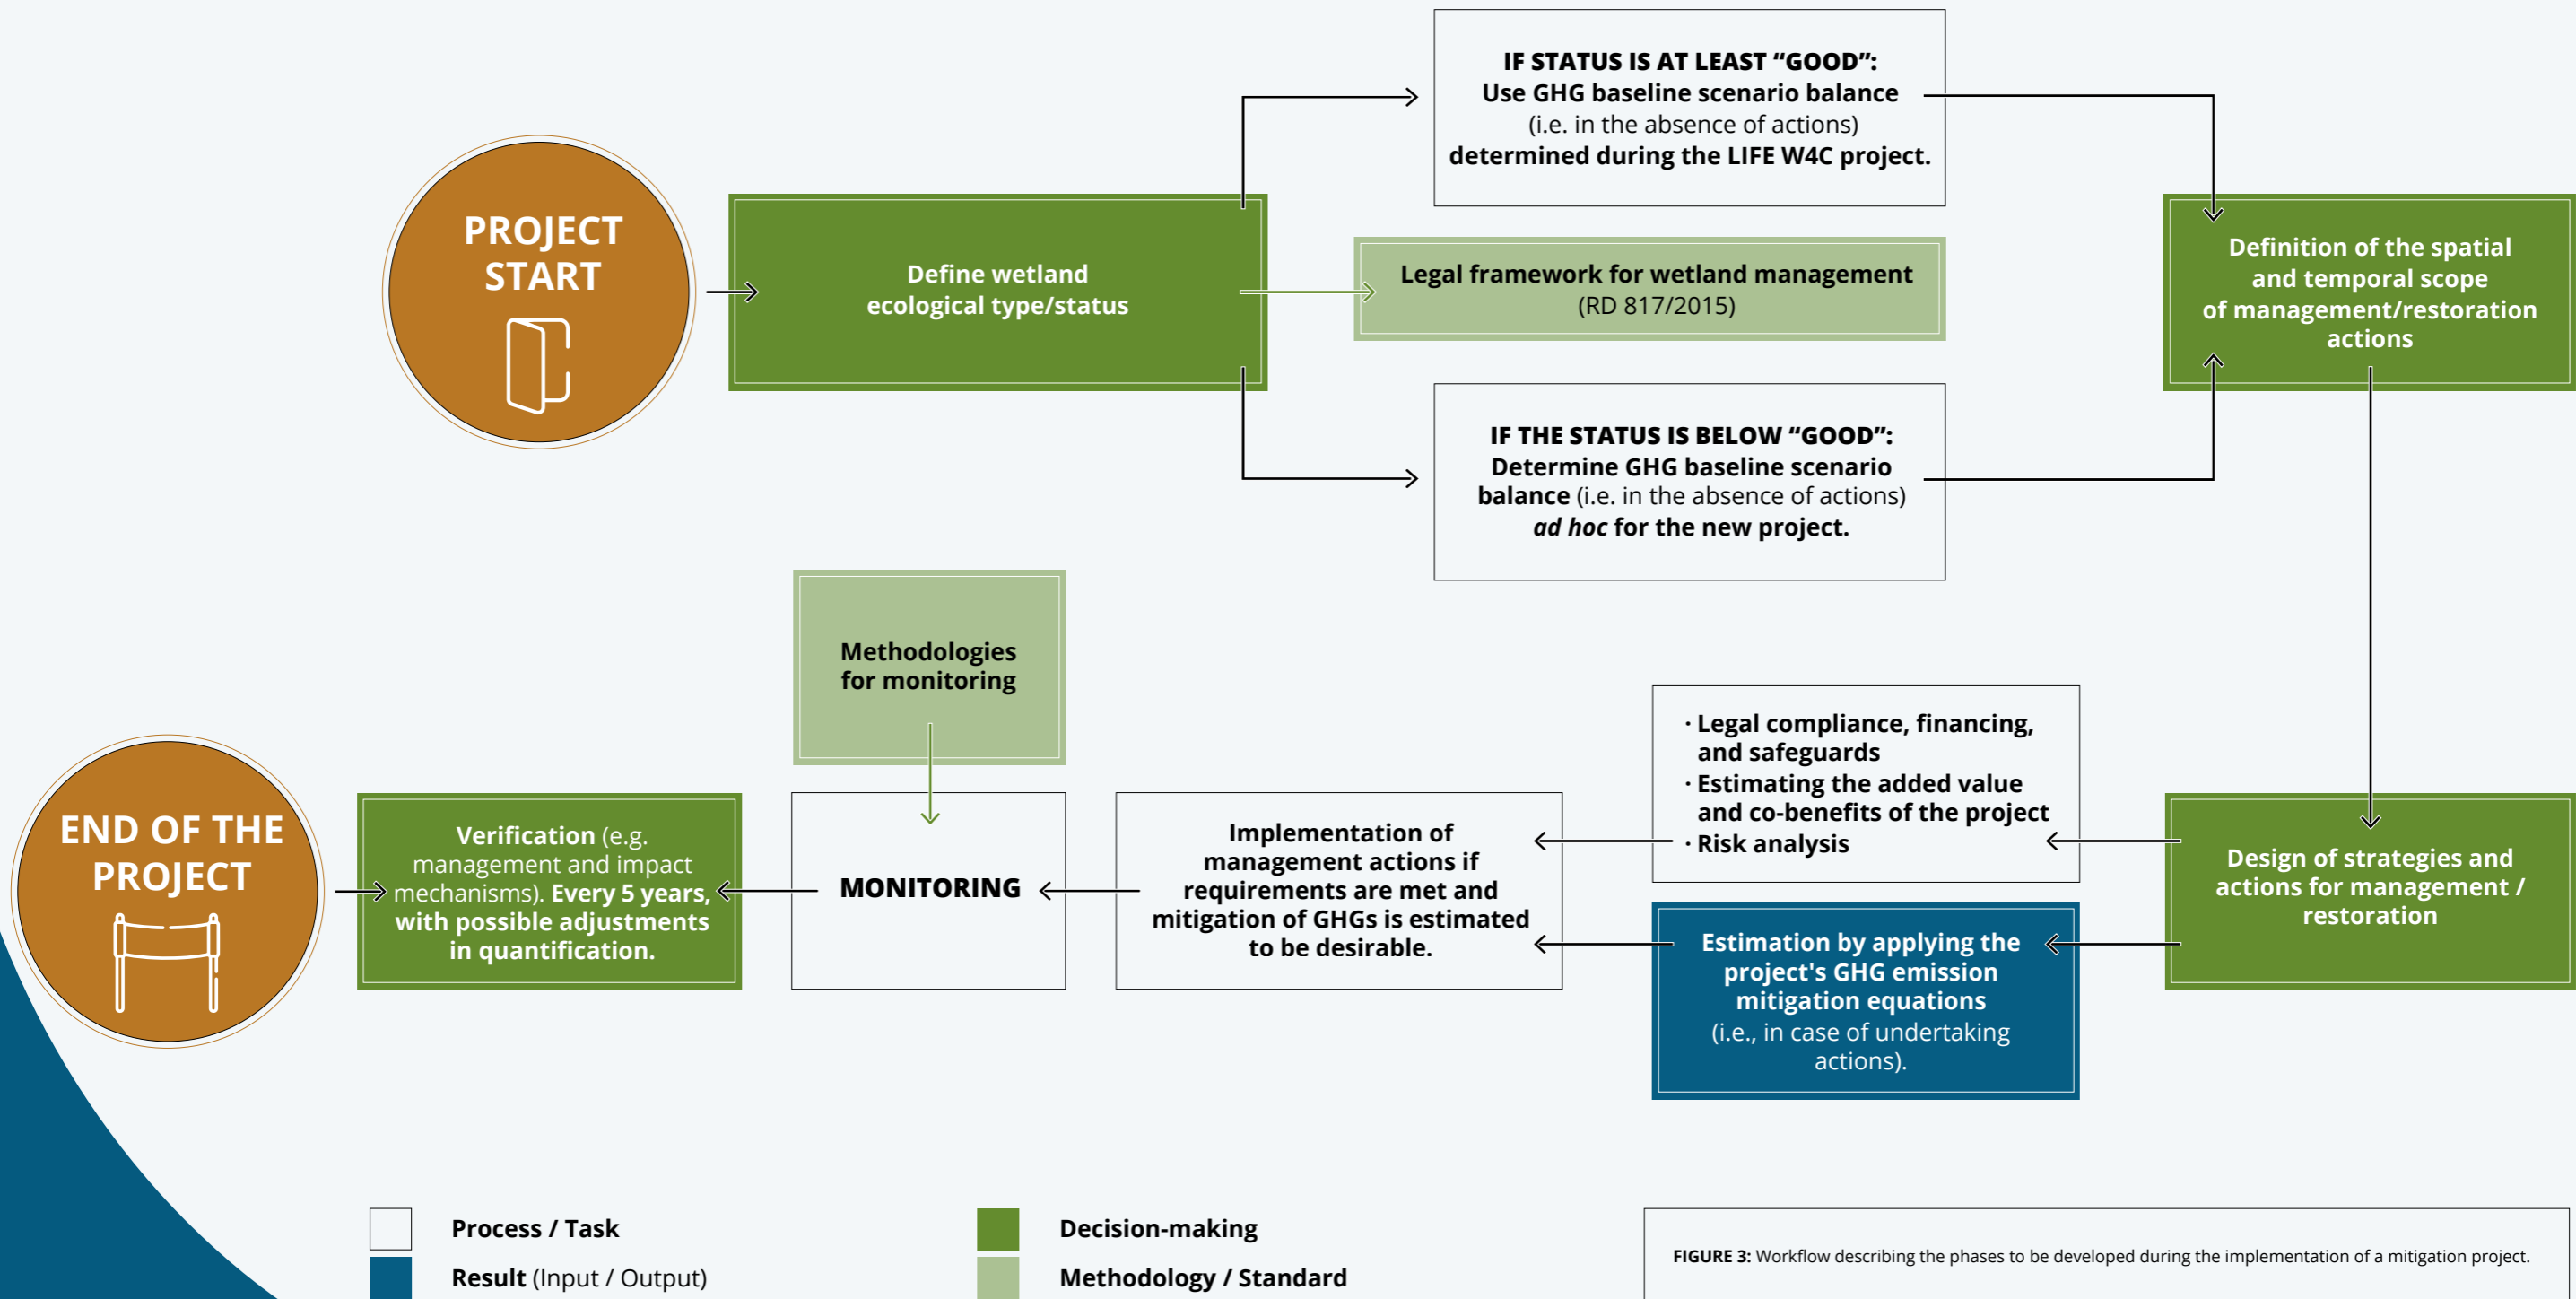 PROJECT
START
Define wetland
ecological type/status
IF STATUS IS AT LEAST “GOOD”:
Use GHG baseline scenario balance
(i.e. in the absence of actions)
determined during the LIFE W4C project.
Legal framework for wetland management
(RD 817/2015)
IF THE STATUS IS BELOW “GOOD”:
Determine GHG baseline scenario
balance (i.e. in the absence of actions)
ad hoc for the new project.
Definition of the spatial
and temporal scope
of management/restoration
actions
Design of strategies and
actions for management /
restoration
· Legal compliance, financing,
and safeguards
· Estimating the added value
and co-benefits of the project
· Risk analysis
Estimation by applying the
project's GHG emission
mitigation equations
(i.e., in case of undertaking
actions).
Implementation of
management actions if
requirements are met and
mitigation of GHGs is estimated
to be desirable.
Methodologies
for monitoring
MONITORING
Verification (e.g.
management and impact
mechanisms). Every 5 years,
with possible adjustments
in quantification.
END OF THE
PROJECT
Process / Task
Result (Input / Output)
Decision-making
Methodology / Standard
FIGURE 3: Workflow describing the phases to be developed during the implementation of a mitigation project.